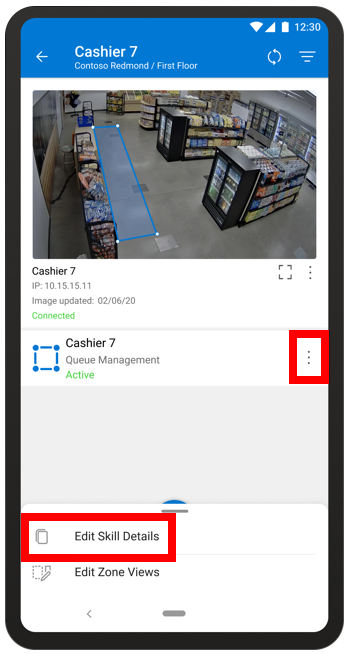 12:30
Cashier 7
Contoso Redmond / First Floor
Cashier 7
IP: 10.15.15.11
Image updated: 02/06/20
Connected
Cashier 7
Queue Management
Active
Edit Skill Details
Edit Zone Views